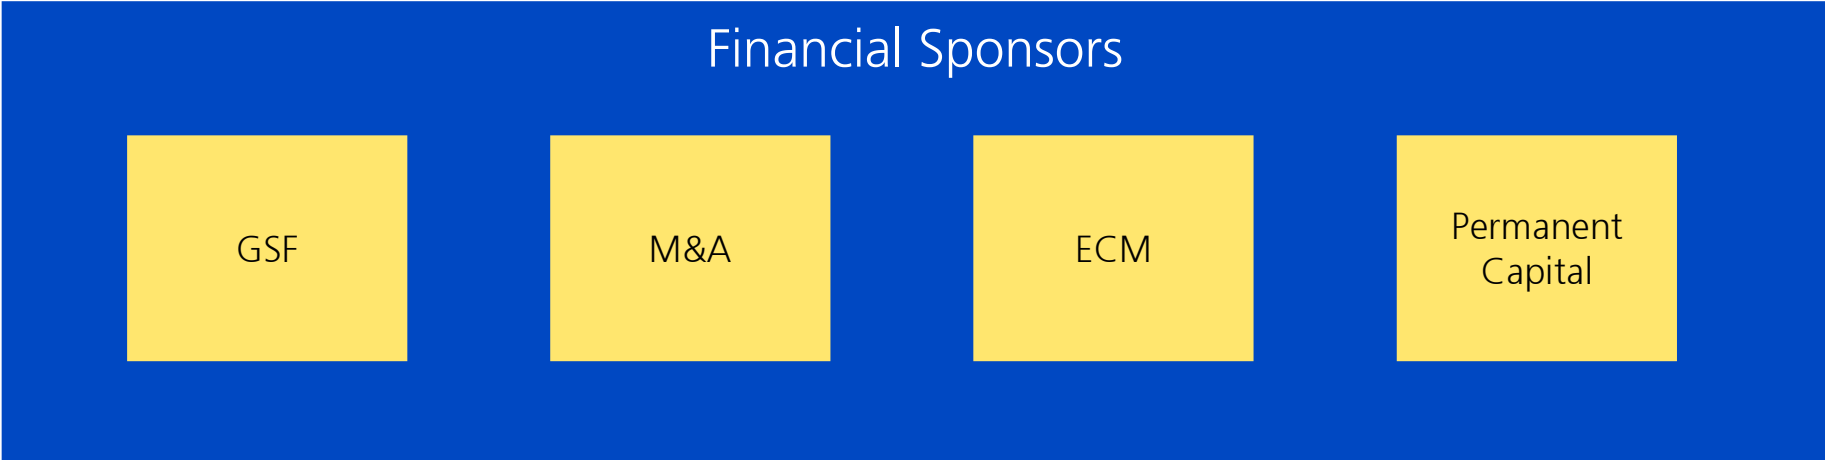 Financial Sponsors
GSF
M&A
ECM
Permanent
Capital